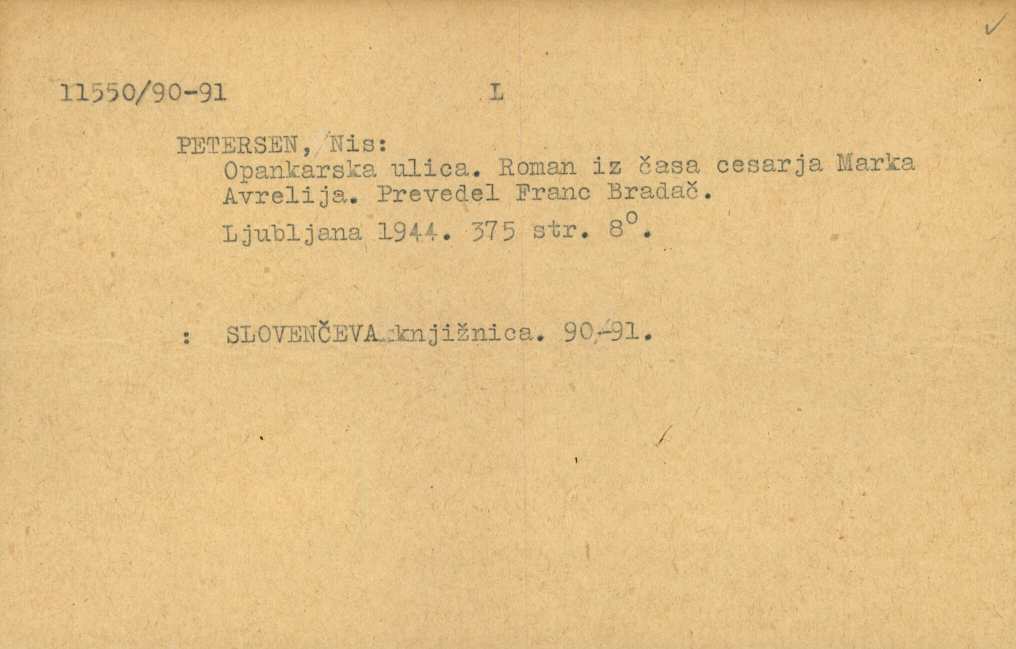 11550/90-91 L
PETERSEN, Nis:
Opankarska ulica. Roman iz časa cesarja Marka
Avrelija. Prevedel Franc Bradač.
Ljubljana 1944. 375 str. 8°.
: SLOVENČEVA knjižnica. 90-91.